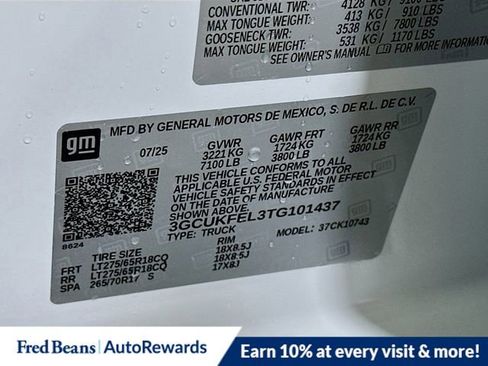 CONVENTIONAL 4128 KG / 9100 LBS
MAX TONGUE WEIGHT: 413 KG / 910 LBS
GOOSENECK TRAILER WEIGHT: 3538 KG / 7800 LBS
MAX TONGUE WEIGHT: 531 KG / 1170 LBS
SEE OWNER'S MANUAL FOR MORE INFORMATION
gm
MFD BY GENERAL MOTORS DE MEXICO, S. DE R.L. DE C.V.
07/25 GVWR GAWR FRT GAWR RR
3221 KG 1724 KG 1724 KG
7100 LB 3800 LB 3800 LB
THIS VEHICLE CONFORMS TO ALL
APPLICABLE U.S. FEDERAL MOTOR
VEHICLE SAFETY STANDARDS IN EFFECT
ON THE DATE OF MANUFACTURE
SHOWN ABOVE.
3GCUKFEL3TG101437
8624 TYPE: TRUCK MODEL: 37CK10743
TIRE SIZE RIM
FRT LT275/65R18CQ 18X8.5J
RR LT275/65R18CQ 18X8.5J
SPA 265/70R17 S 17X8J
Fred Beans | AutoRewards
Earn 10% at every visit & more!